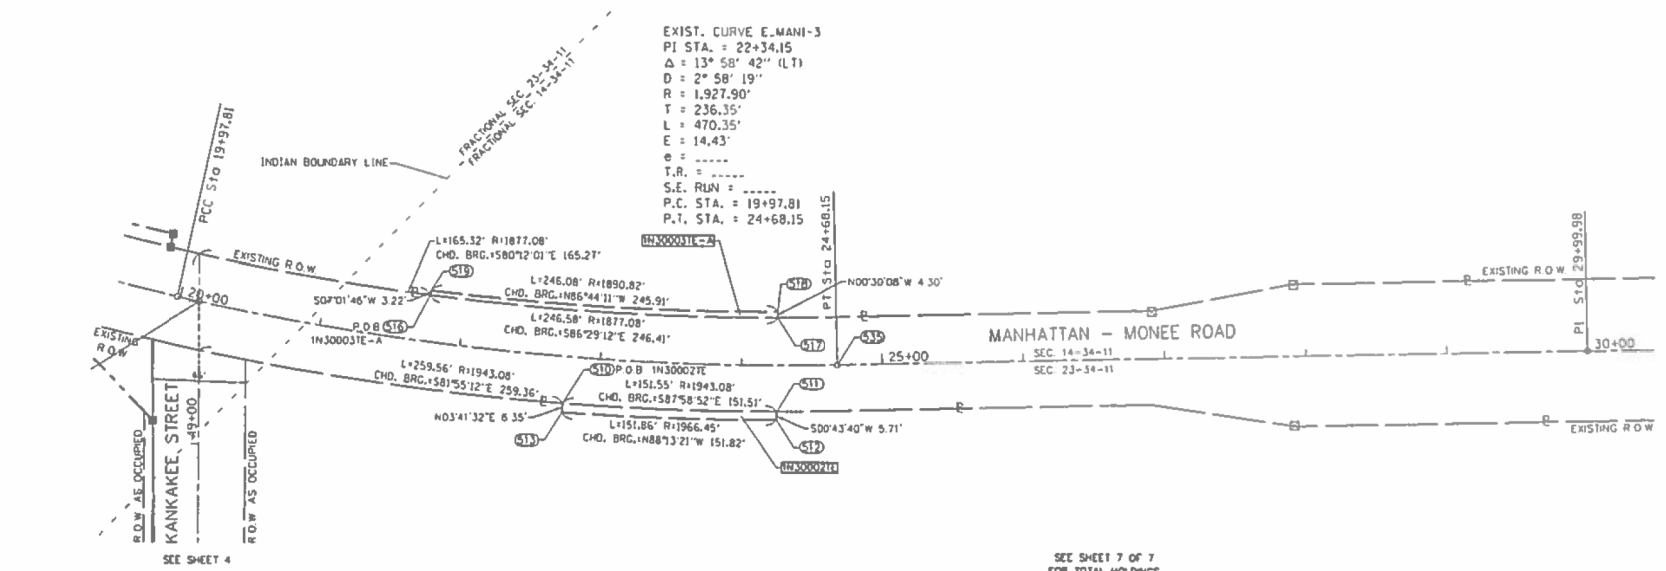 EXIST. CURVE E_MANI-3
PI STA. = 22+34.15
Δ = 13° 58' 42" (LT)
D = 2° 58' 19"
R = 1,927.90'
T = 236.35'
L = 470.35'
E = 14.43'
e = -----
T.R. = -----
S.E. RUN = -----
P.C. STA. = 19+97.81
P.T. STA. = 24+68.15
FRACTIONAL SEC. 23-34-11
FRACTIONAL SEC. 14-34-11
INDIAN BOUNDARY LINE
PCC Sta 19+97.81
EXISTING R.O.W
20+00
L=165.32' R=1877.08'
CHD. BRG.=S80°12'01"E 165.27'
519
S07°01'46"W 3.22'
P.O.B 516
1N30003TE-A
1N30003TE-A
L=246.08' R=1890.82'
CHD. BRG.=N86°44'11"W 245.91'
L=246.58' R=1877.08'
CHD. BRG.=S86°29'12"E 246.41'
518
N00°30'08"W 4.30'
517
PT Sta 24+68.15
535
25+00
MANHATTAN - MONEE ROAD
SEC. 14-34-11
SEC. 23-34-11
PI Sta 29+99.98
EXISTING R.O.W
30+00
EXISTING
R.O.W
L=259.56' R=1943.08'
CHD. BRG.=S81°55'12"E 259.36'
510 P.O.B 1N30002TE
L=151.55' R=1943.08'
CHD. BRG.=S87°58'52"E 151.51'
511
N03°41'32"E 6.35'
513
L=151.86' R=1966.45'
CHD. BRG.=N88°13'21"W 151.82'
S00°43'40"W 5.71'
512
1N30002TE
EXISTING R.O.W
R.O.W AS OCCUPIED
KANKAKEE, STREET
49+00
R.O.W AS OCCUPIED
SEE SHEET 4
SEE SHEET 7 OF 7
FOR TOTAL HOLDINGS